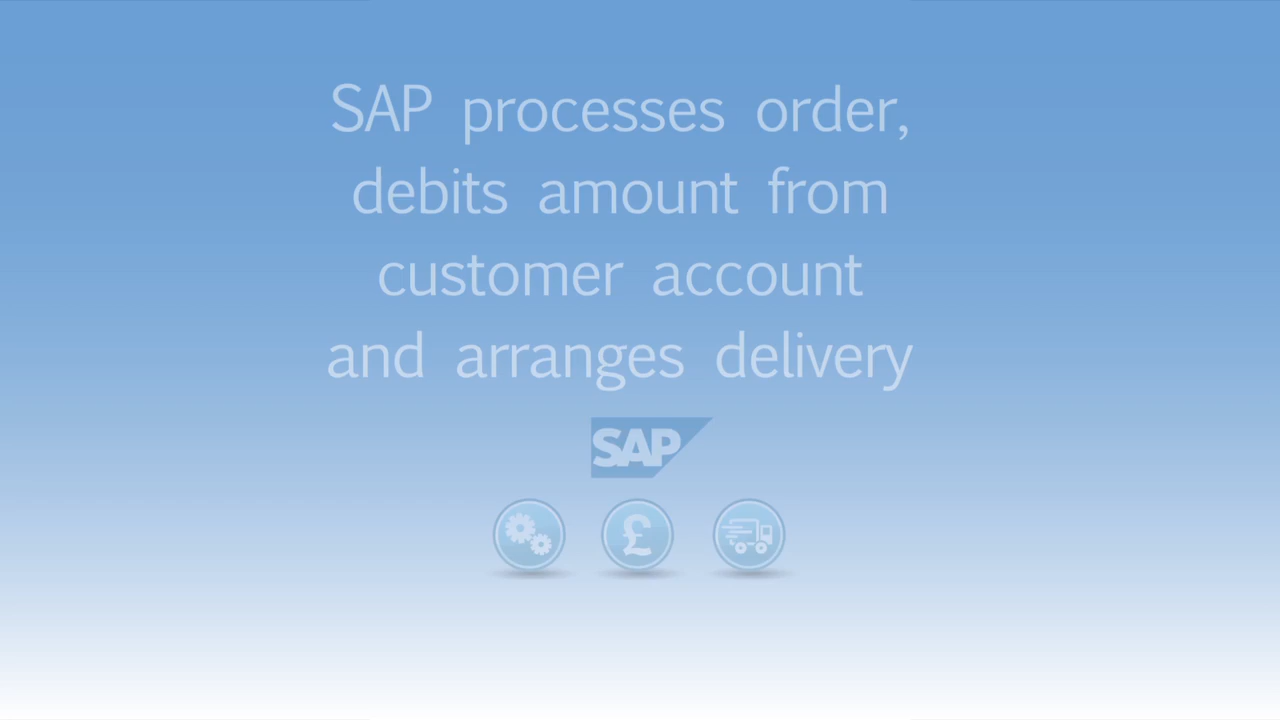 SAP processes order,
debits amount from
customer account
and arranges delivery
SAP
£